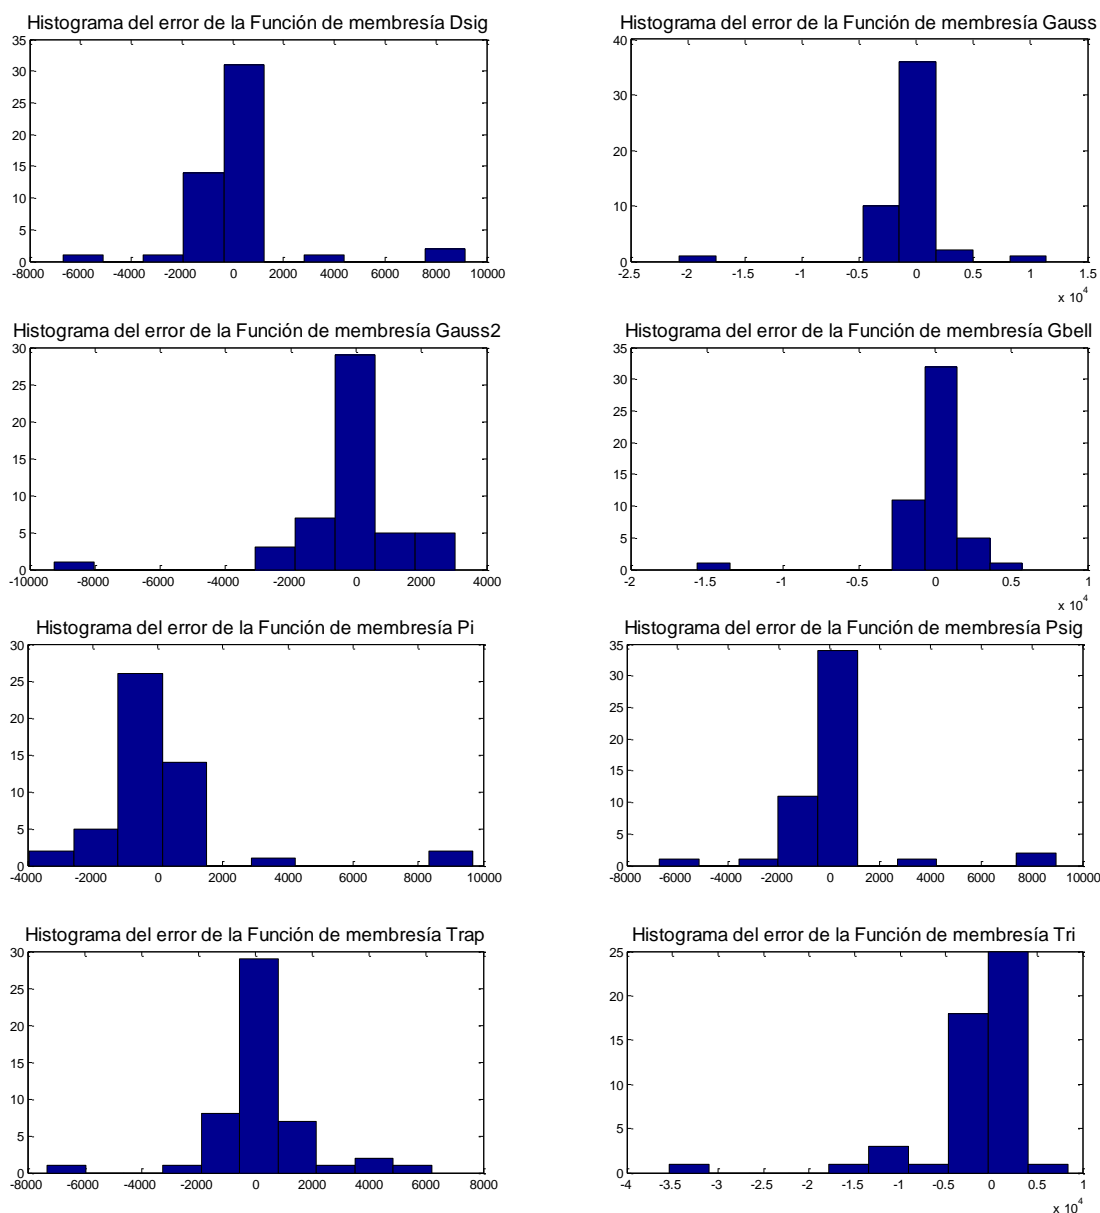 Histograma del error de la Función de membresía Dsig
35
30
25
20
15
10
5
0
-8000 -6000 -4000 -2000 0 2000 4000 6000 8000 10000
Histograma del error de la Función de membresía Gauss
40
30
20
10
0
-2.5 -2 -1.5 -1 -0.5 0 0.5 1 1.5
x 10^4
Histograma del error de la Función de membresía Gauss2
30
25
20
15
10
5
0
-10000 -8000 -6000 -4000 -2000 0 2000 4000
Histograma del error de la Función de membresía Gbell
35
30
25
20
15
10
5
0
-2 -1.5 -1 -0.5 0 0.5 1
x 10^4
Histograma del error de la Función de membresía Pi
30
25
20
15
10
5
0
-4000 -2000 0 2000 4000 6000 8000 10000
Histograma del error de la Función de membresía Psig
35
30
25
20
15
10
5
0
-8000 -6000 -4000 -2000 0 2000 4000 6000 8000 10000
Histograma del error de la Función de membresía Trap
30
25
20
15
10
5
0
-8000 -6000 -4000 -2000 0 2000 4000 6000 8000
Histograma del error de la Función de membresía Tri
25
20
15
10
5
0
-4 -3.5 -3 -2.5 -2 -1.5 -1 -0.5 0 0.5 1
x 10^4